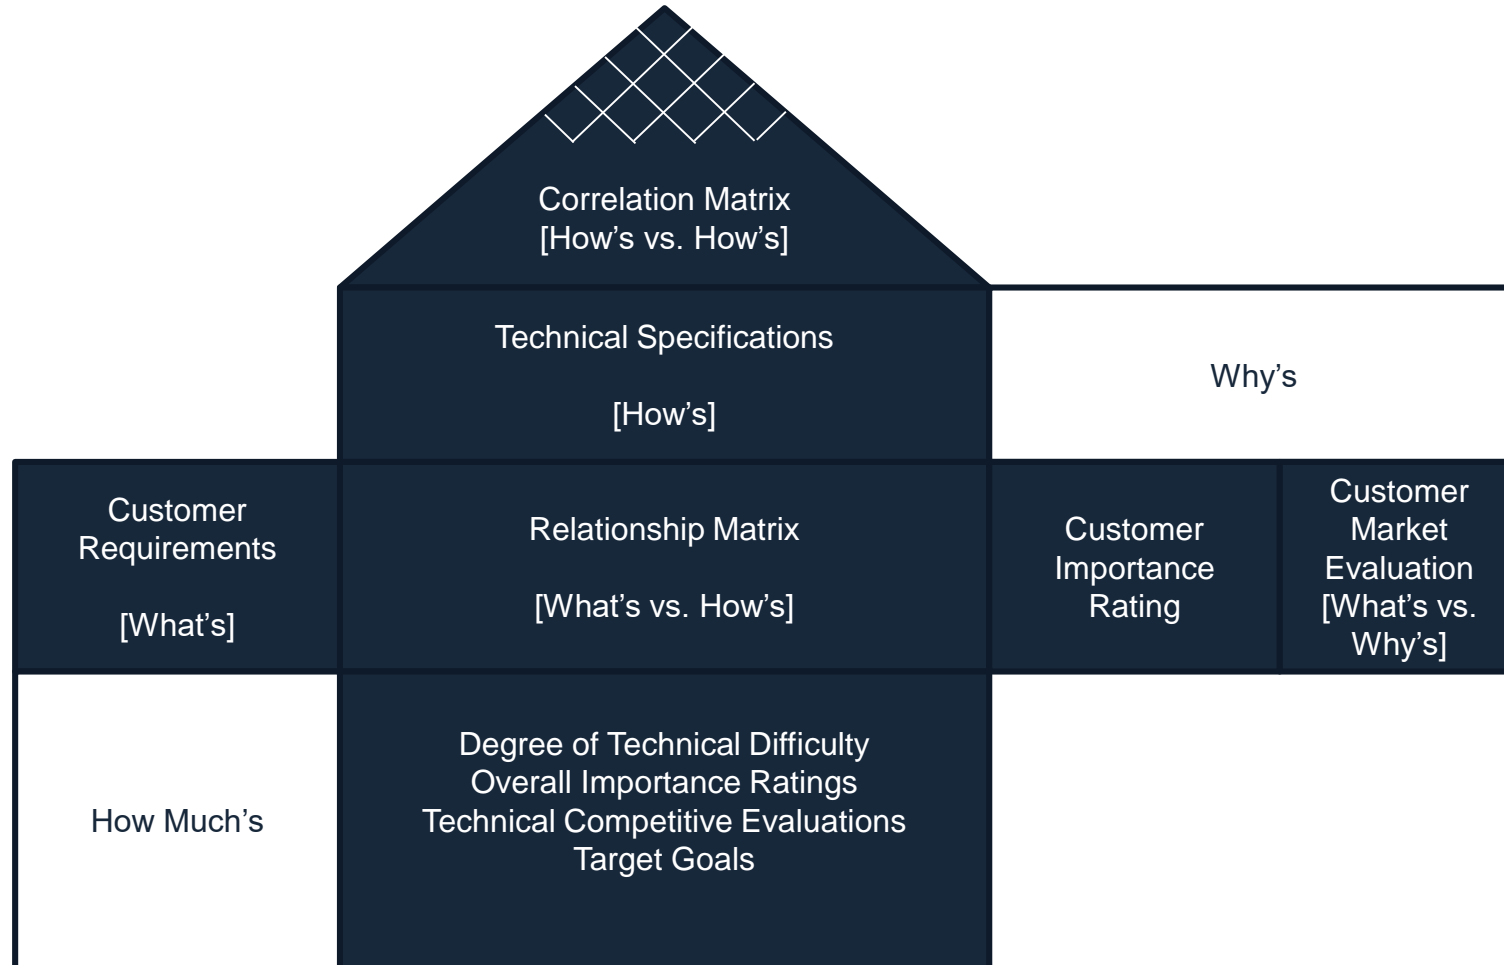 Correlation Matrix
[How’s vs. How’s]
Technical Specifications
[How’s]
Why’s
Customer
Requirements
[What’s]
Relationship Matrix
[What’s vs. How’s]
Customer
Importance
Rating
Customer
Market
Evaluation
[What’s vs.
Why’s]
How Much’s
Degree of Technical Difficulty
Overall Importance Ratings
Technical Competitive Evaluations
Target Goals